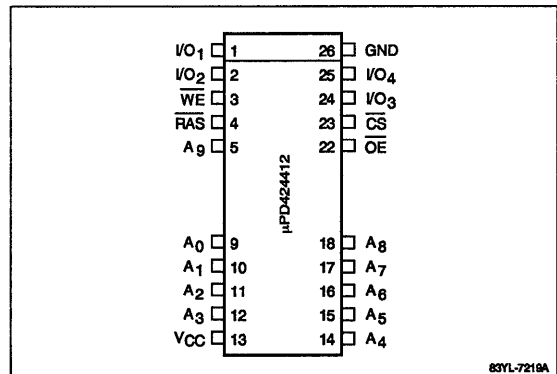 I/O1 1 26 GND
I/O2 2 25 I/O4
WE 3 24 I/O3
RAS 4 23 CS
A9 5 22 OE
μPD424412
A0 9 18 A8
A1 10 17 A7
A2 11 16 A6
A3 12 15 A5
VCC 13 14 A4
83YL-7219A